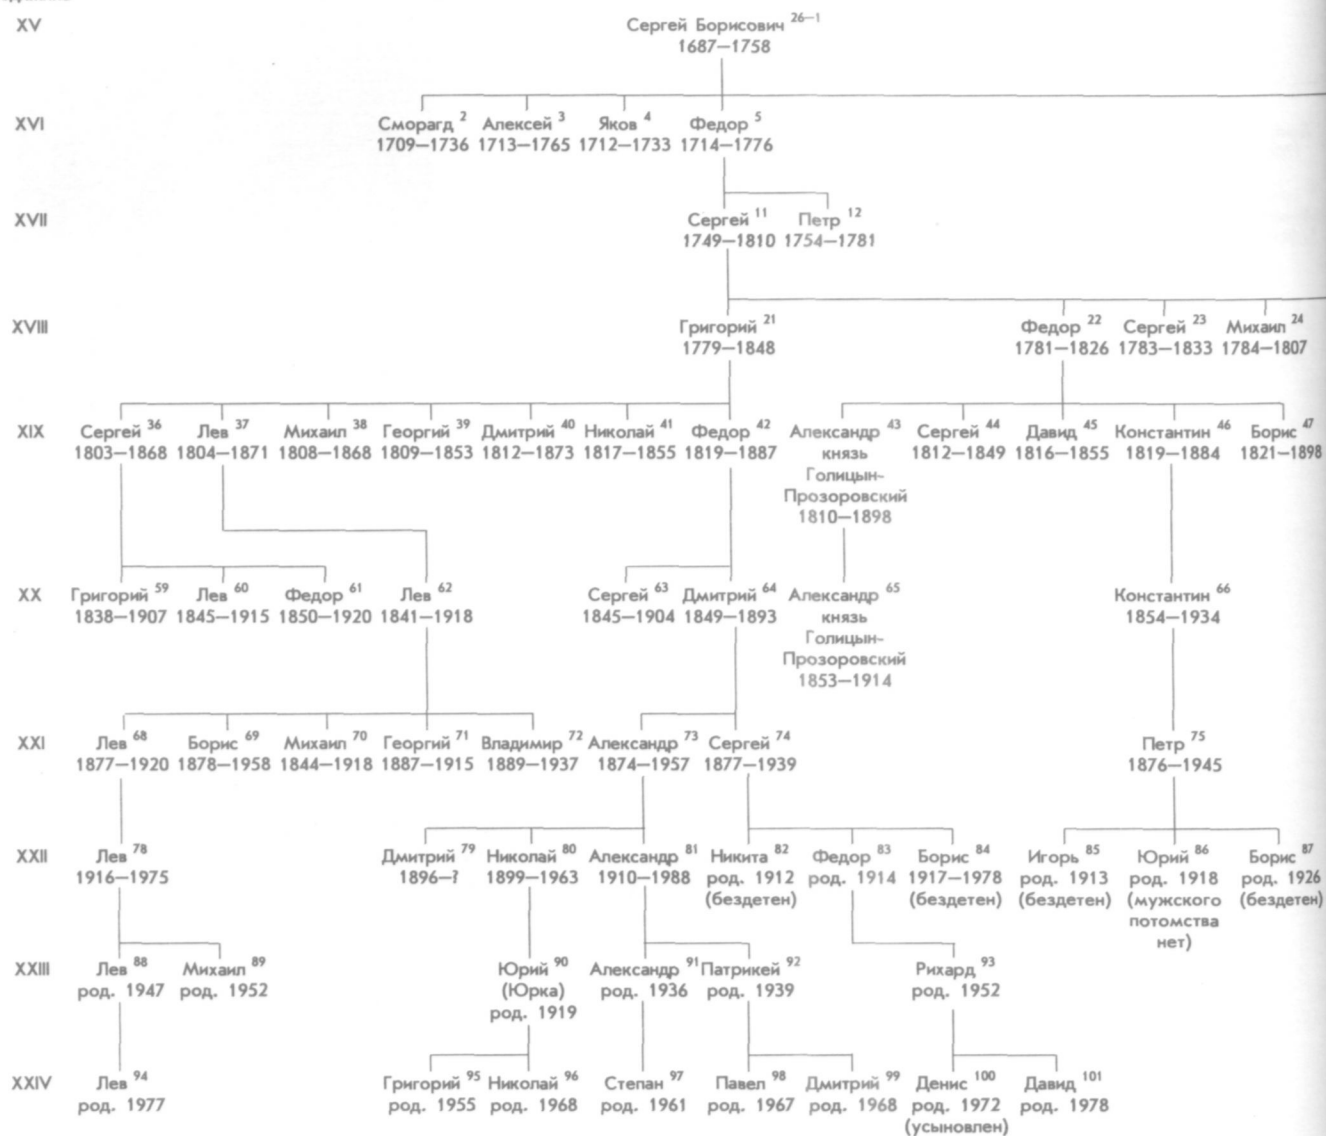 XV
Сергей Борисович 26—1
1687—1758
XVI
Сморагд 2 Алексей 3 Яков 4 Федор 5
1709—1736 1713—1765 1712—1733 1714—1776
XVII
Сергей 11 Петр 12
1749—1810 1754—1781
XVIII
Григорий 21 Федор 22 Сергей 23 Михаил 24
1779—1848 1781—1826 1783—1833 1784—1807
XIX
Сергей 36 Лев 37 Михаил 38 Георгий 39 Дмитрий 40 Николай 41 Федор 42 Александр 43 Сергей 44 Давид 45 Константин 46 Борис 47
1803—1868 1804—1871 1808—1868 1809—1853 1812—1873 1817—1855 1819—1887 князь 1812—1849 1816—1855 1819—1884 1821—1898
Голицын-
Прозоровский
1810—1898
XX
Григорий 59 Лев 60 Федор 61 Лев 62 Сергей 63 Дмитрий 64 Александр 65 Константин 66
1838—1907 1845—1915 1850—1920 1841—1918 1845—1904 1849—1893 князь 1854—1934
Голицын-
Прозоровский
1853—1914
XXI
Лев 68 Борис 69 Михаил 70 Георгий 71 Владимир 72 Александр 73 Сергей 74 Петр 75
1877—1920 1878—1958 1844—1918 1887—1915 1889—1937 1874—1957 1877—1939 1876—1945
XXII
Лев 78 Дмитрий 79 Николай 80 Александр 81 Никита 82 Федор 83 Борис 84 Игорь 85 Юрий 86 Борис 87
1916—1975 1896—? 1899—1963 1910—1988 род. 1912 род. 1914 1917—1978 род. 1913 род. 1918 род. 1926
(бездетен) (бездетен) (бездетен) (мужского (бездетен)
потомства
нет)
XXIII
Лев 88 Михаил 89 Юрий 90 Александр 91 Патрикей 92 Рихард 93
род. 1947 род. 1952 (Юрка) род. 1936 род. 1939 род. 1952
род. 1919
XXIV
Лев 94 Григорий 95 Николай 96 Степан 97 Павел 98 Дмитрий 99 Денис 100 Давид 101
род. 1977 род. 1955 род. 1968 род. 1961 род. 1967 род. 1968 род. 1972 род. 1978
(усыновлен)